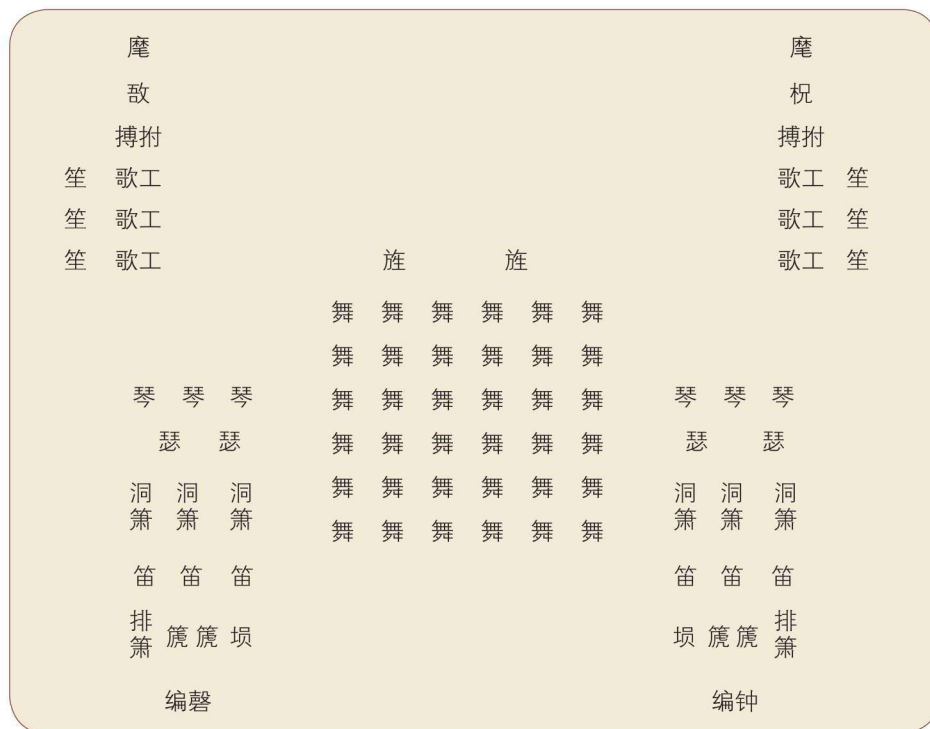 麾 麾
敔 柷
搏拊 搏拊
笙 歌工 歌工 笙
笙 歌工 歌工 笙
笙 歌工 旌 旌 歌工 笙
舞 舞 舞 舞 舞 舞
舞 舞 舞 舞 舞 舞
琴 琴 琴 舞 舞 舞 舞 舞 舞 琴 琴 琴
瑟 瑟 舞 舞 舞 舞 舞 舞 瑟 瑟
洞箫 洞箫 洞箫 舞 舞 舞 舞 舞 舞 洞箫 洞箫 洞箫
舞 舞 舞 舞 舞 舞
笛 笛 笛 笛 笛 笛
排箫 篪 篪 埙 埙 篪 篪 排箫
编磬 编钟